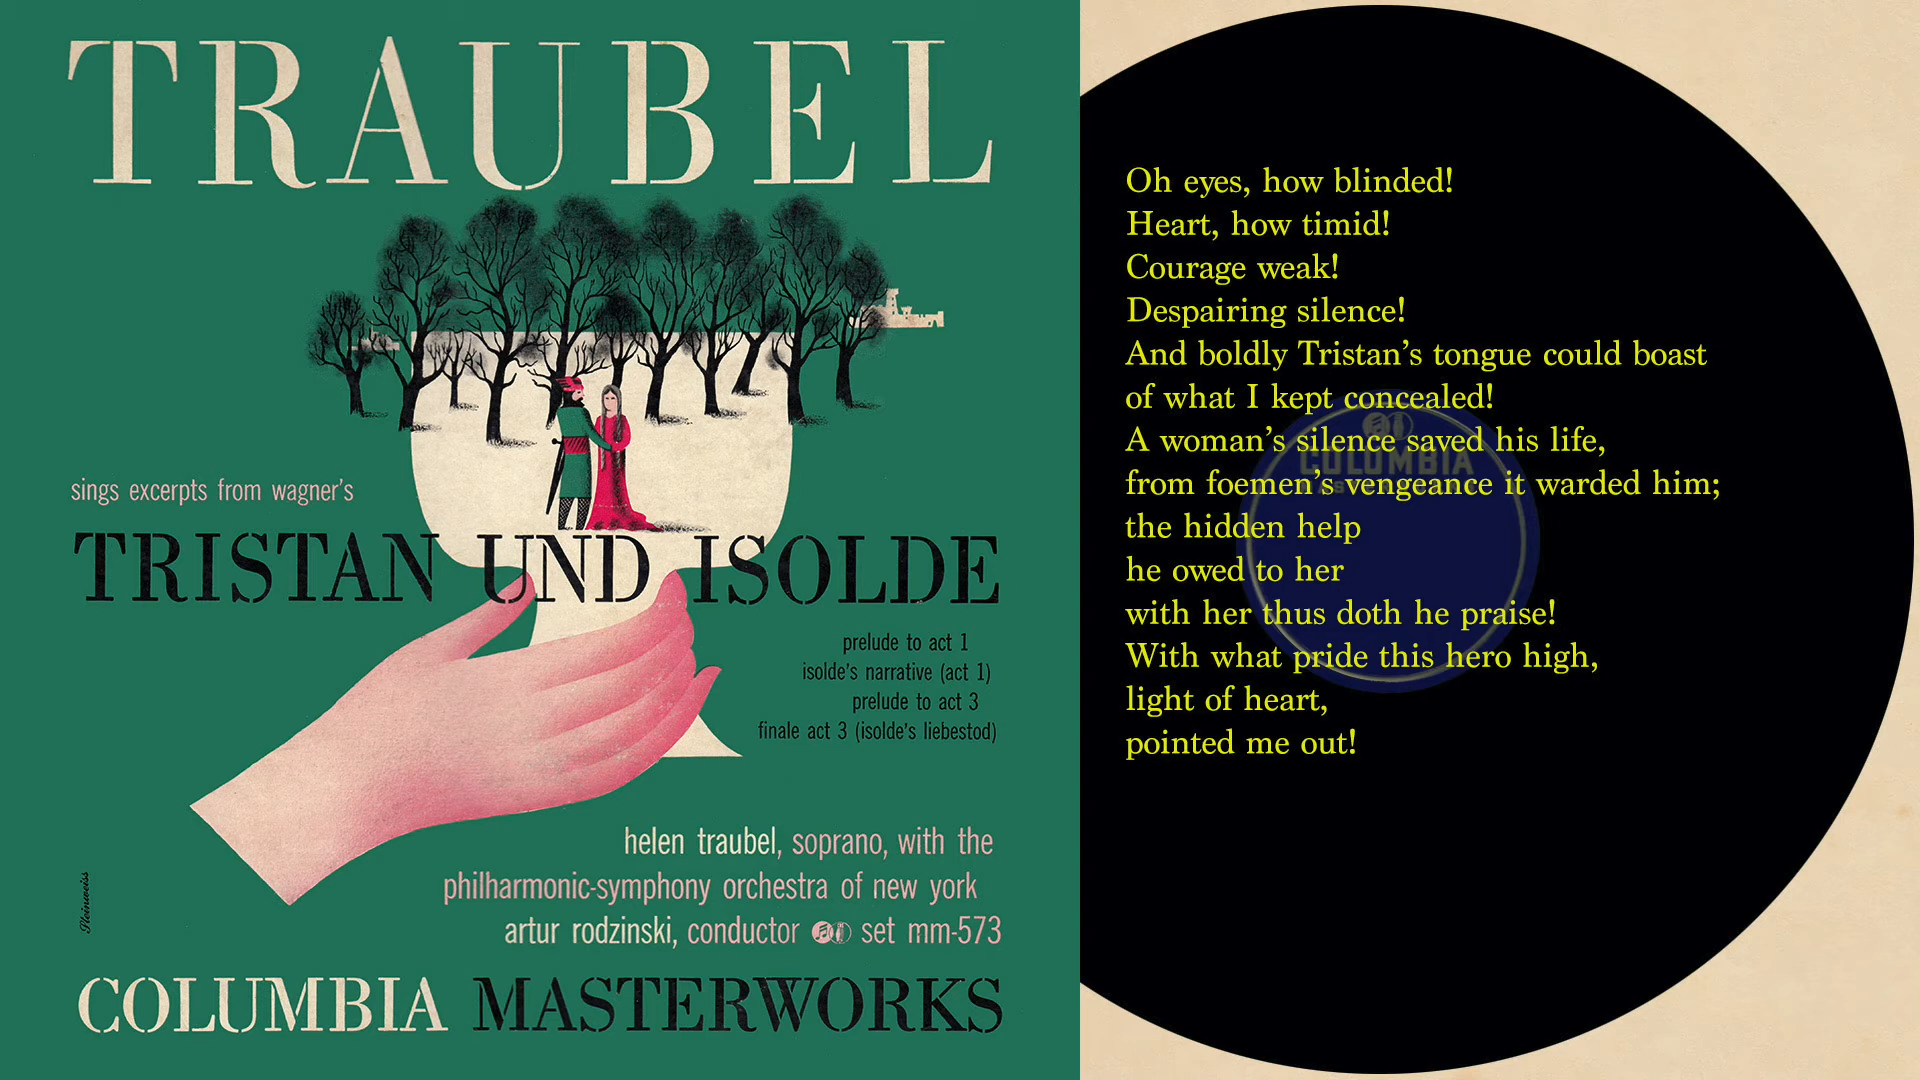 TRAUBEL
sings excerpts from wagner's
TRISTAN UND ISOLDE
prelude to act 1
isolde's narrative (act 1)
prelude to act 3
finale act 3 (isolde's liebestod)
helen traubel, soprano, with the
philharmonic-symphony orchestra of new york
artur rodzinski, conductor set mm-573
Steinweiss
COLUMBIA MASTERWORKS
Oh eyes, how blinded!
Heart, how timid!
Courage weak!
Despairing silence!
And boldly Tristan’s tongue could boast
of what I kept concealed!
A woman’s silence saved his life,
from foemen’s vengeance it warded him;
the hidden help
he owed to her
with her thus doth he praise!
With what pride this hero high,
light of heart,
pointed me out!
COLUMBIA